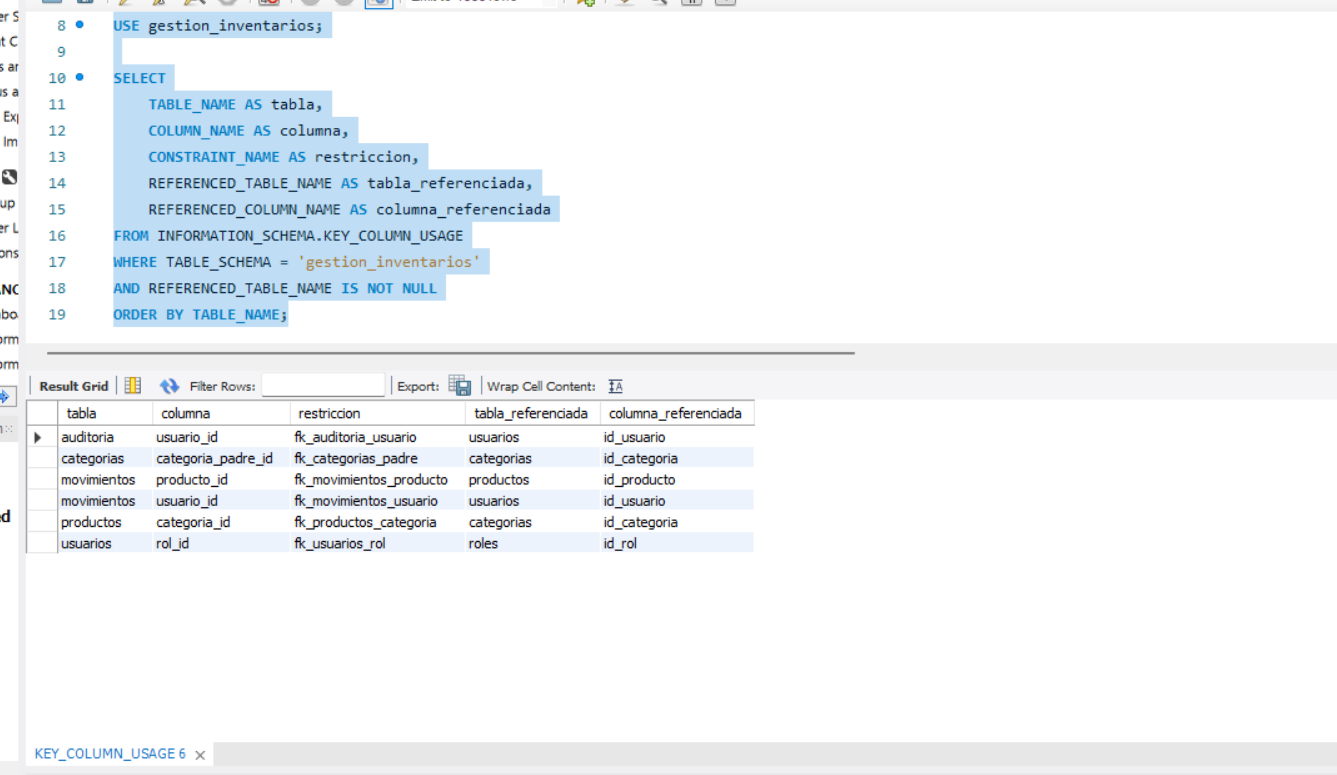 8 USE gestion_inventarios;
9
10 SELECT
11 TABLE_NAME AS tabla,
12 COLUMN_NAME AS columna,
13 CONSTRAINT_NAME AS restriccion,
14 REFERENCED_TABLE_NAME AS tabla_referenciada,
15 REFERENCED_COLUMN_NAME AS columna_referenciada
16 FROM INFORMATION_SCHEMA.KEY_COLUMN_USAGE
17 WHERE TABLE_SCHEMA = 'gestion_inventarios'
18 AND REFERENCED_TABLE_NAME IS NOT NULL
19 ORDER BY TABLE_NAME;
Result Grid Filter Rows: Export: Wrap Cell Content: IA
tabla columna restriccion tabla_referenciada columna_referenciada
auditoria usuario_id fk_auditoria_usuario usuarios id_usuario
categorias categoria_padre_id fk_categorias_padre categorias id_categoria
movimientos producto_id fk_movimientos_producto productos id_producto
movimientos usuario_id fk_movimientos_usuario usuarios id_usuario
productos categoria_id fk_productos_categoria categorias id_categoria
usuarios rol_id fk_usuarios_rol roles id_rol
KEY_COLUMN_USAGE 6